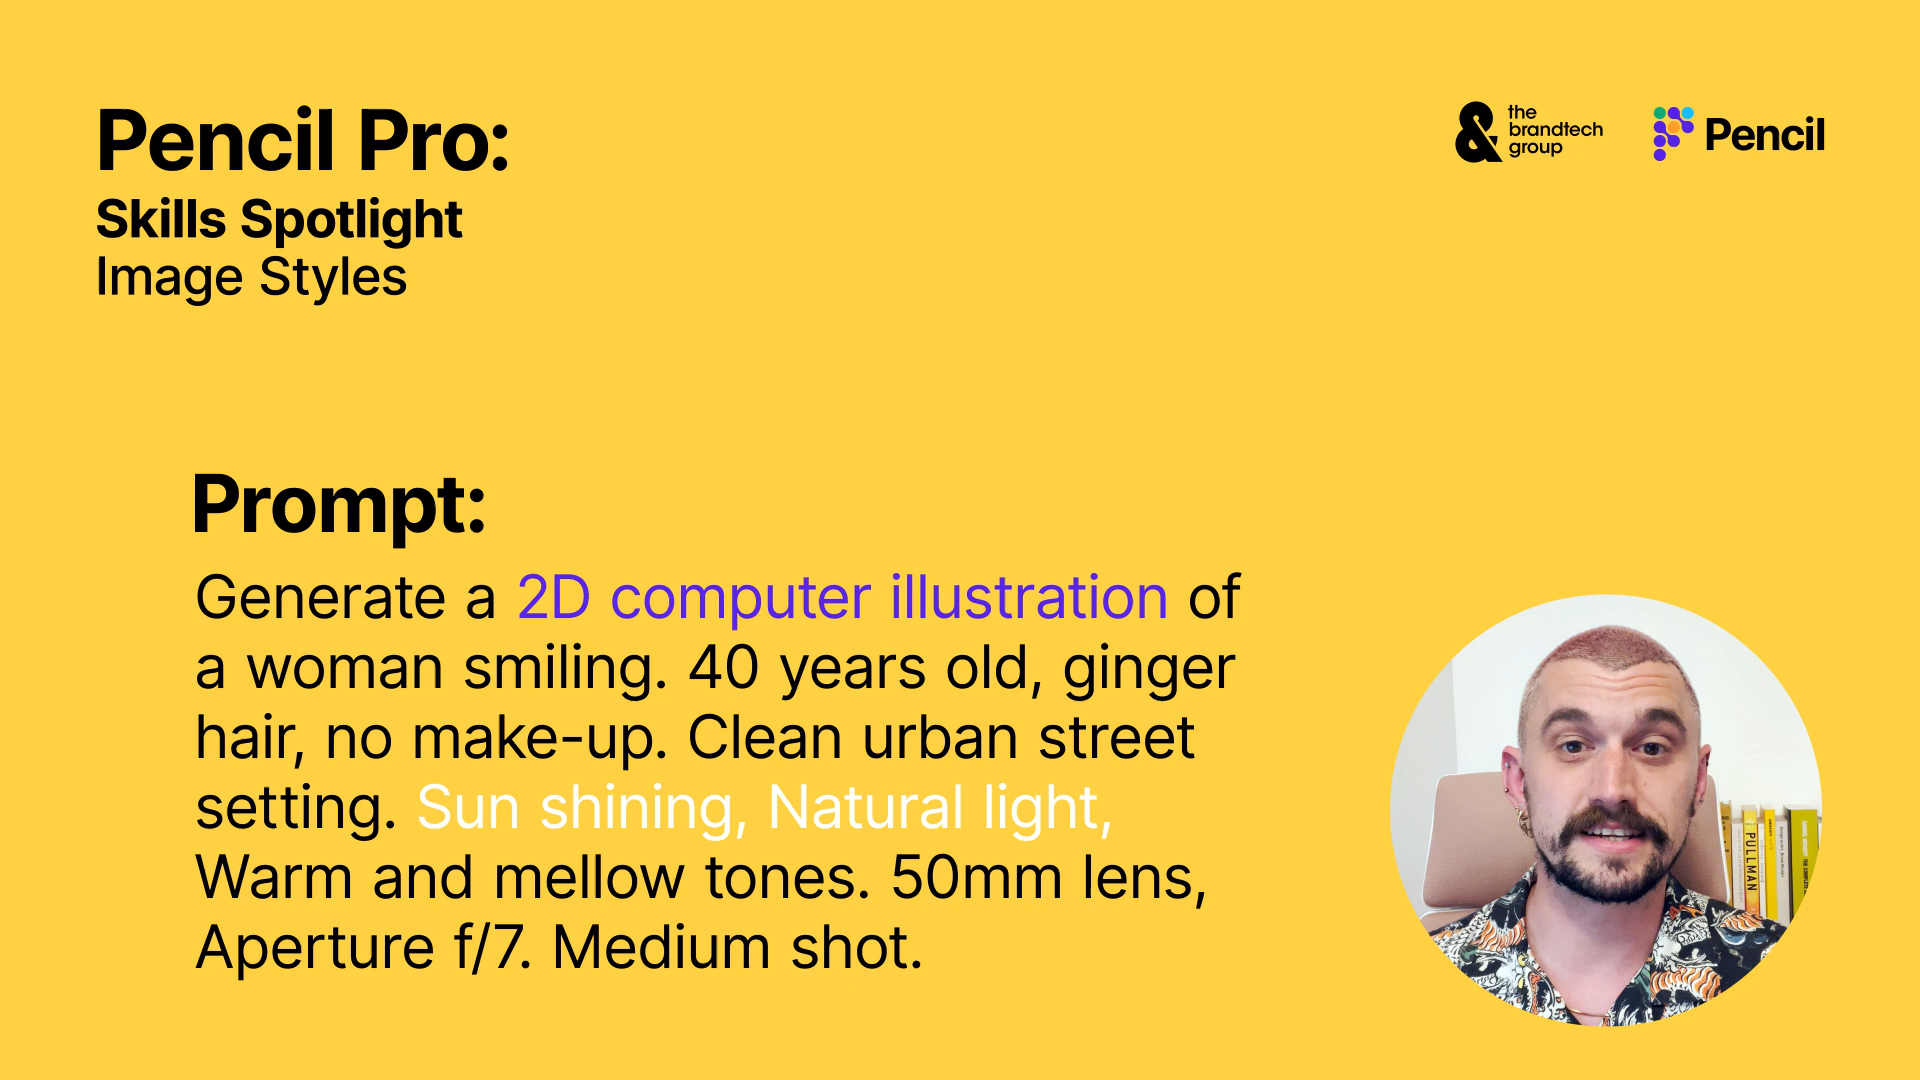 Pencil Pro:
Skills Spotlight
Image Styles
&
the
brandtech
group
Pencil
Prompt:
Generate a 2D computer illustration of
a woman smiling. 40 years old, ginger
hair, no make-up. Clean urban street
setting. Sun shining, Natural light,
Warm and mellow tones. 50mm lens,
Aperture f/7. Medium shot.
PULLMAN